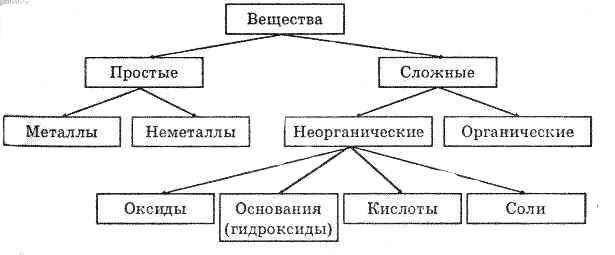 Вещества
Простые
Сложные
Металлы
Неметаллы
Неорганические
Органические
Оксиды
Основания
(гидроксиды)
Кислоты
Соли